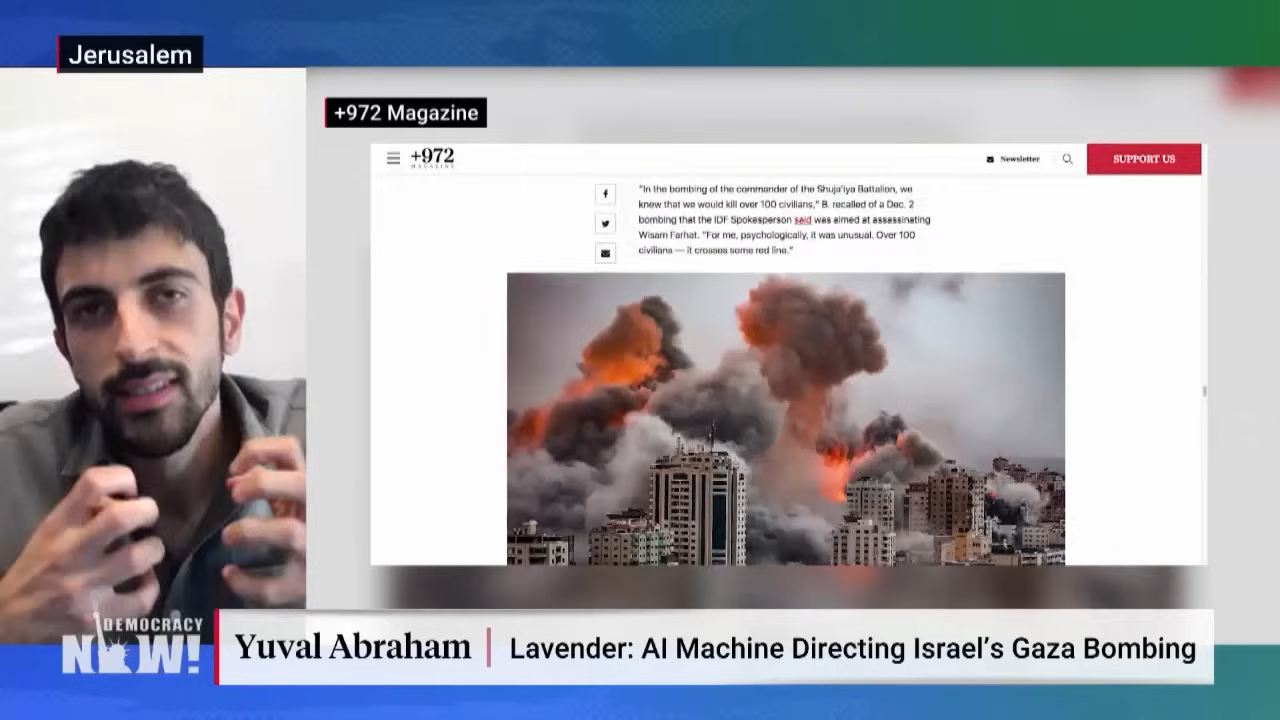 Jerusalem
+972 Magazine
+972
MAGAZINE
Newsletter
SUPPORT US
"In the bombing of the commander of the Shuja'iya Battalion, we
knew that we would kill over 100 civilians," B. recalled of a Dec. 2
bombing that the IDF Spokesperson said was aimed at assassinating
Wisam Farhat. "For me, psychologically, it was unusual. Over 100
civilians — it crosses some red line."
DEMOCRACY
NOW!
Yuval Abraham
Lavender: AI Machine Directing Israel's Gaza Bombing